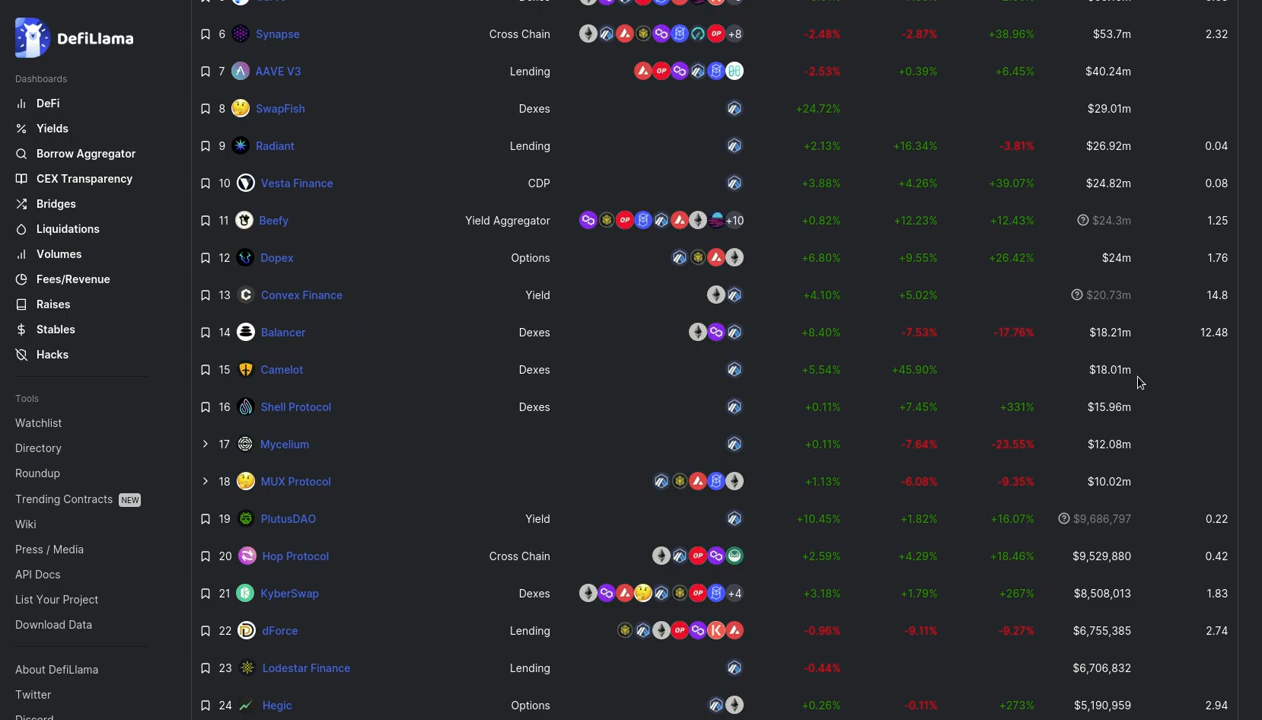 DefiLlama
Dashboards
DeFi
Yields
Borrow Aggregator
CEX Transparency
Bridges
Liquidations
Volumes
Fees/Revenue
Raises
Stables
Hacks
Tools
Watchlist
Directory
Roundup
Trending Contracts NEW
Wiki
Press / Media
API Docs
List Your Project
Download Data
About DefiLlama
Twitter
6 Synapse Cross Chain OP +8 -2.48% -2.87% +38.96% $53.7m 2.32
7 AAVE V3 Lending OP -2.53% +0.39% +6.45% $40.24m
8 SwapFish Dexes +24.72% $29.01m
9 Radiant Lending +2.13% +16.34% -3.81% $26.92m 0.04
10 Vesta Finance CDP +3.88% +4.26% +39.07% $24.82m 0.08
11 Beefy Yield Aggregator OP +10 +0.82% +12.23% +12.43% $24.3m 1.25
12 Dopex Options +6.80% +9.55% +26.42% $24m 1.76
13 Convex Finance Yield +4.10% +5.02% $20.73m 14.8
14 Balancer Dexes +8.40% -7.53% -17.76% $18.21m 12.48
15 Camelot Dexes +5.54% +45.90% $18.01m
16 Shell Protocol Dexes +0.11% +7.45% +331% $15.96m
17 Mycelium +0.11% -7.64% -23.55% $12.08m
18 MUX Protocol +1.13% -6.08% -9.35% $10.02m
19 PlutusDAO Yield +10.45% +1.82% +16.07% $9,686,797 0.22
20 Hop Protocol Cross Chain OP +2.59% +4.29% +18.46% $9,529,880 0.42
21 KyberSwap Dexes OP +4 +3.18% +1.79% +267% $8,508,013 1.83
22 dForce Lending OP -0.96% -9.11% -9.27% $6,755,385 2.74
23 Lodestar Finance Lending -0.44% $6,706,832
24 Hegic Options +0.26% -0.11% +273% $5,190,959 2.94